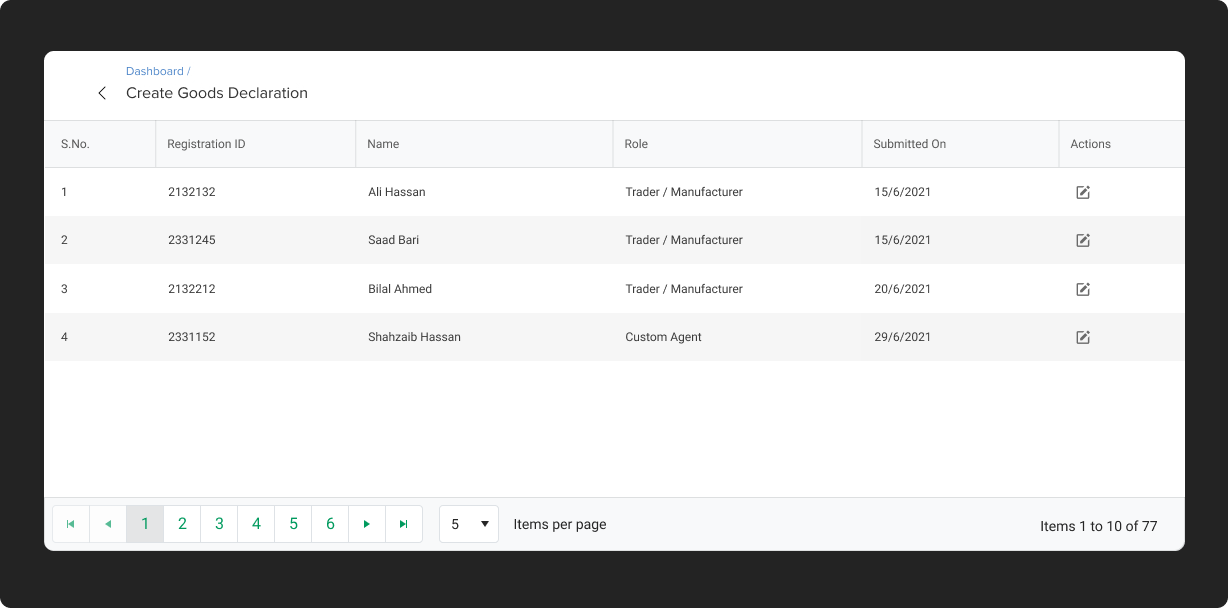 Dashboard /
Create Goods Declaration
S.No. Registration ID Name Role Submitted On Actions
1 2132132 Ali Hassan Trader / Manufacturer 15/6/2021
2 2331245 Saad Bari Trader / Manufacturer 15/6/2021
3 2132212 Bilal Ahmed Trader / Manufacturer 20/6/2021
4 2331152 Shahzaib Hassan Custom Agent 29/6/2021
1 2 3 4 5 6 5 Items per page Items 1 to 10 of 77